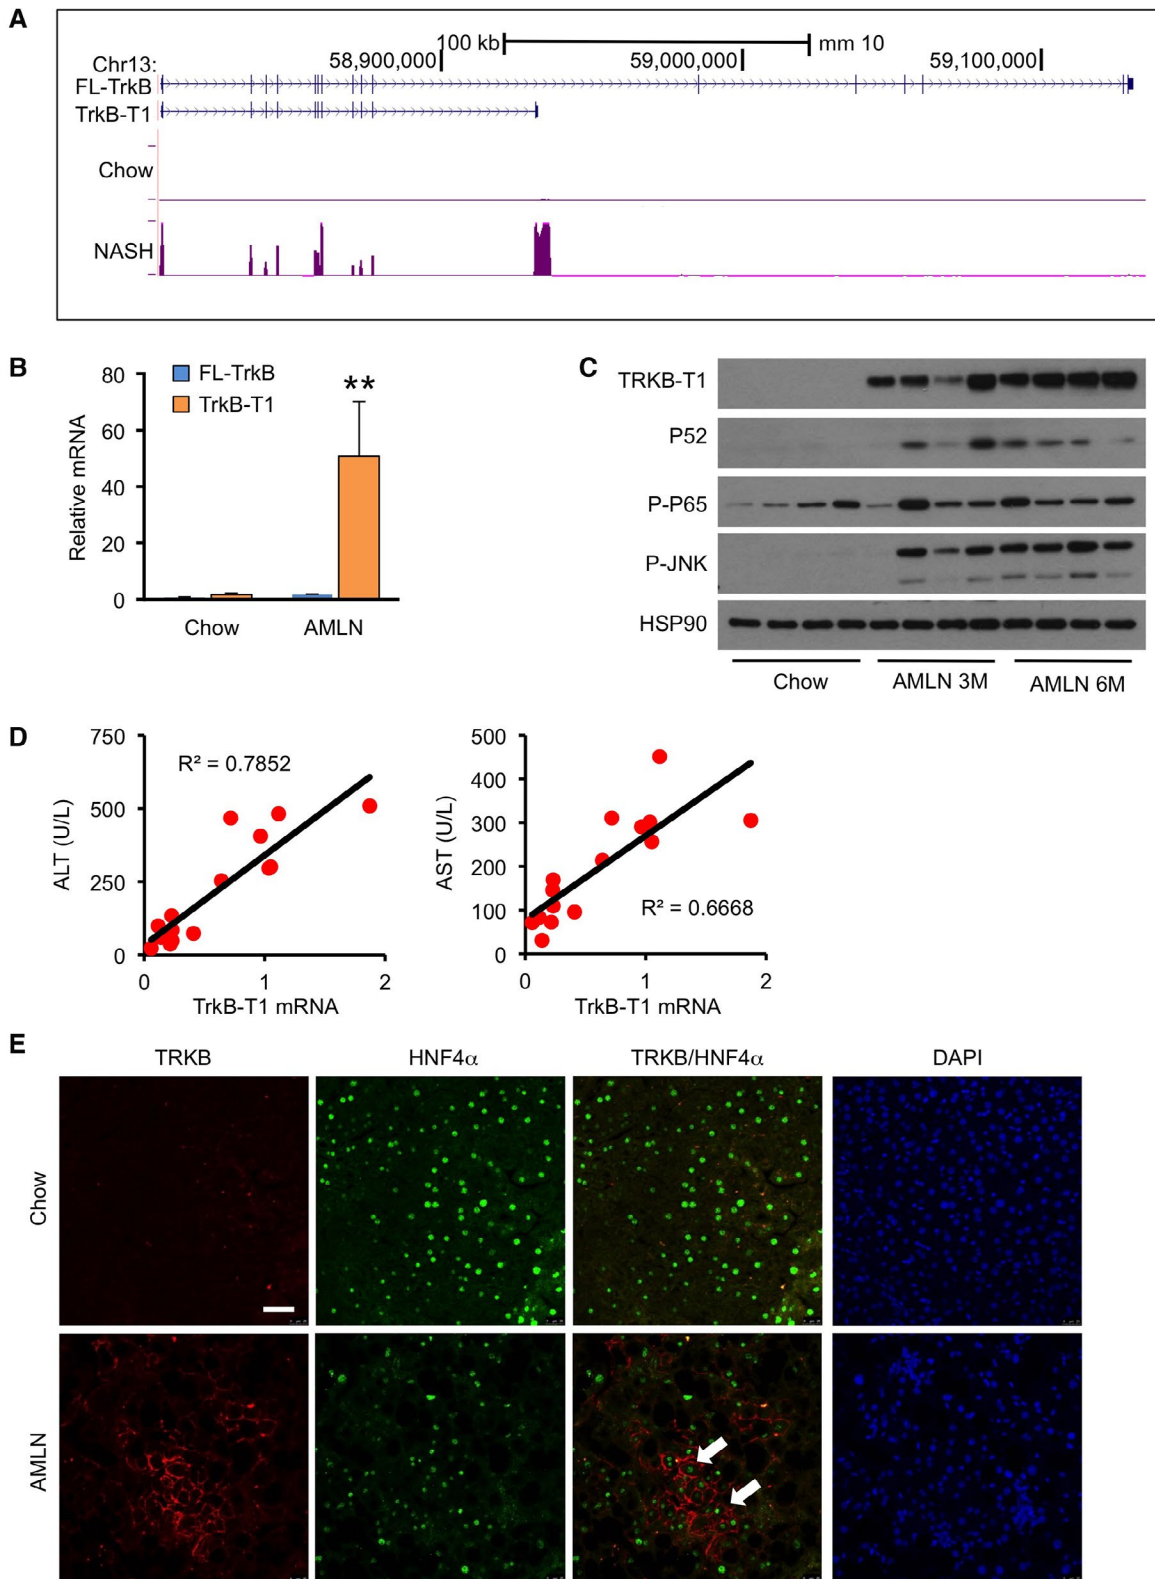 A
100 kb
mm 10
Chr13:
58,900,000
59,000,000
59,100,000
FL-TrkB
TrkB-T1
Chow
NASH
B
80
60
40
20
0
Relative mRNA
FL-TrkB
TrkB-T1
**
Chow
AMLN
C
TRKB-T1
P52
P-P65
P-JNK
HSP90
Chow
AMLN 3M
AMLN 6M
D
750
500
250
0
ALT (U/L)
R² = 0.7852
0
1
2
TrkB-T1 mRNA
500
400
300
200
100
0
AST (U/L)
R² = 0.6668
0
1
2
TrkB-T1 mRNA
E
TRKB
HNF4α
TRKB/HNF4α
DAPI
Chow
AMLN